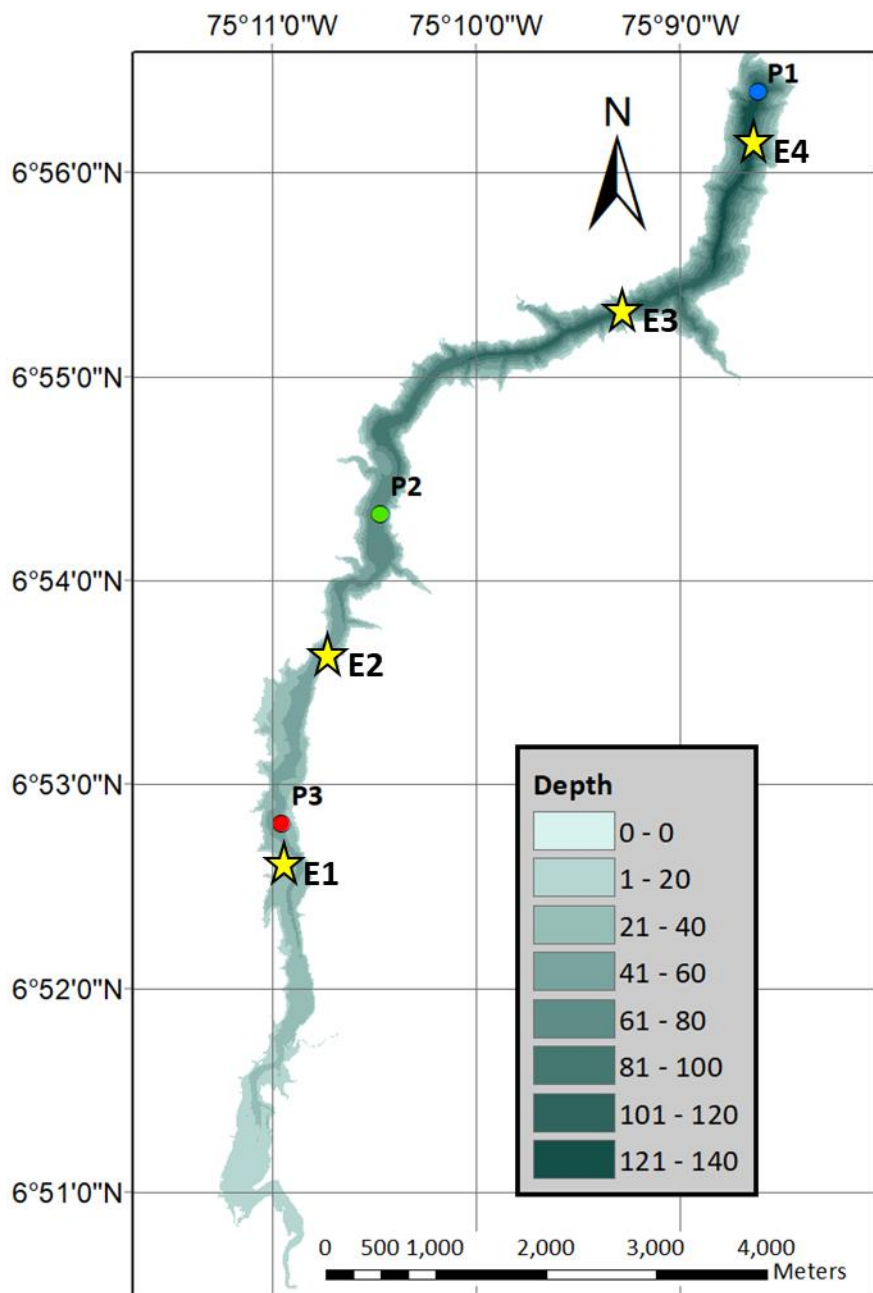 75°11'0"W 75°10'0"W 75°9'0"W
P1
N
E4
6°56'0"N
E3
6°55'0"N
P2
6°54'0"N
E2
6°53'0"N
P3
E1
Depth
0 - 0
1 - 20
21 - 40
41 - 60
61 - 80
81 - 100
101 - 120
121 - 140
6°52'0"N
6°51'0"N
0 500 1,000 2,000 3,000 4,000
Meters